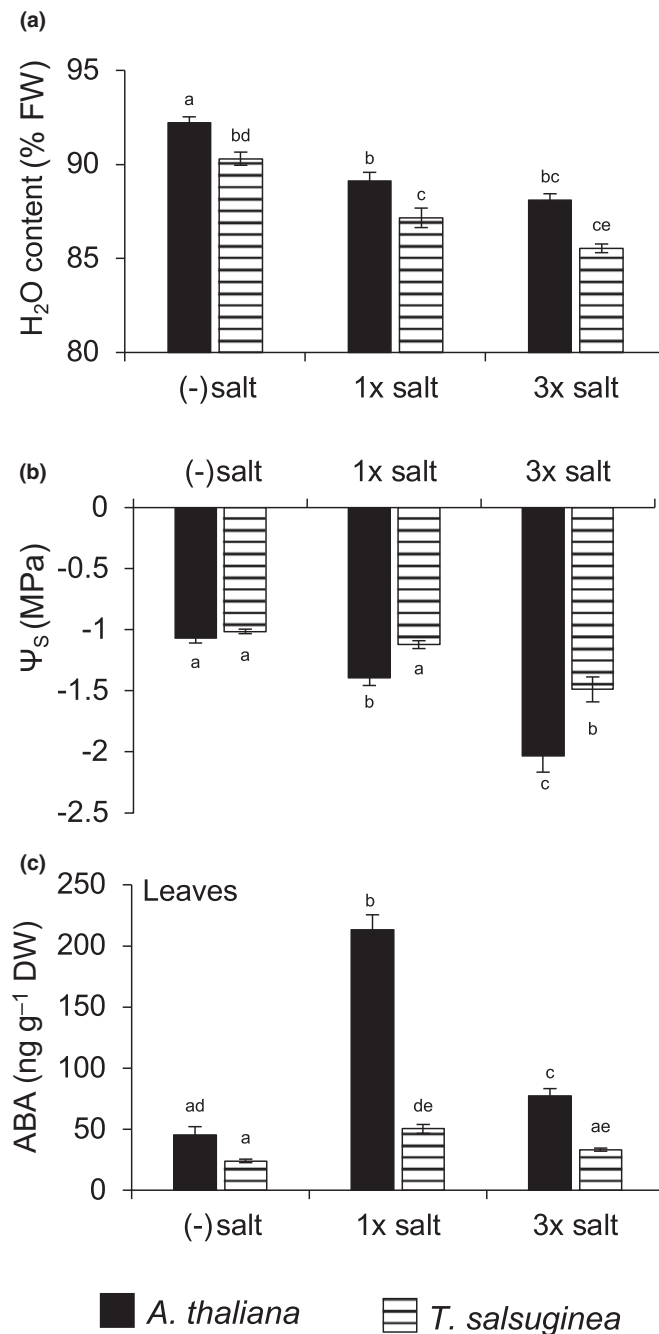 (a)
H₂O content (% FW)
95
90
85
80
a
bd
b
c
bc
ce
(-) salt
1x salt
3x salt
(b)
(-) salt
1x salt
3x salt
Ψ_S (MPa)
0
-0.5
-1
-1.5
-2
-2.5
a
a
b
a
c
b
(c)
Leaves
ABA (ng g⁻¹ DW)
250
200
150
100
50
0
ad
a
b
de
c
ae
(-) salt
1x salt
3x salt
A. thaliana
T. salsuginea